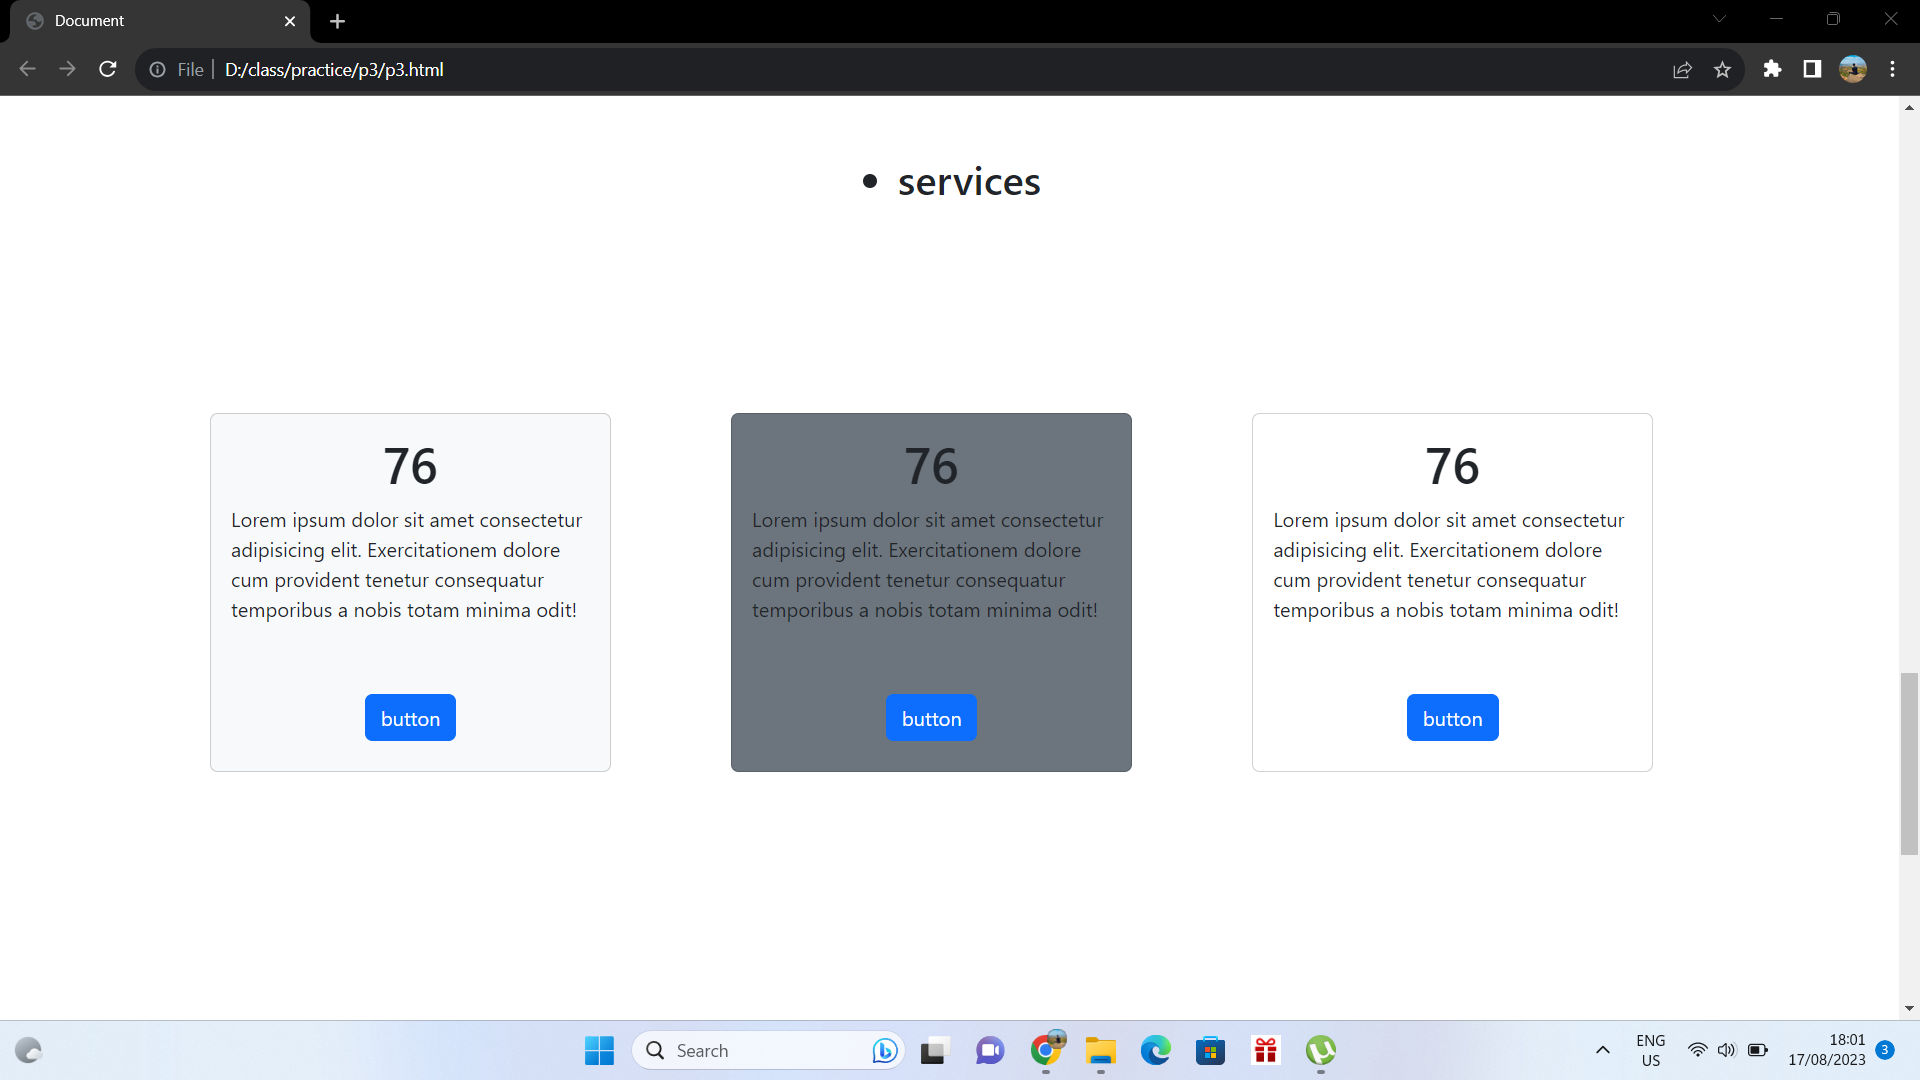 Document
File
D:/class/practice/p3/p3.html
• services
76
Lorem ipsum dolor sit amet consectetur
adipisicing elit. Exercitationem dolore
cum provident tenetur consequatur
temporibus a nobis totam minima odit!
button
76
Lorem ipsum dolor sit amet consectetur
adipisicing elit. Exercitationem dolore
cum provident tenetur consequatur
temporibus a nobis totam minima odit!
button
76
Lorem ipsum dolor sit amet consectetur
adipisicing elit. Exercitationem dolore
cum provident tenetur consequatur
temporibus a nobis totam minima odit!
button
Search
ENG
US
18:01
17/08/2023
3